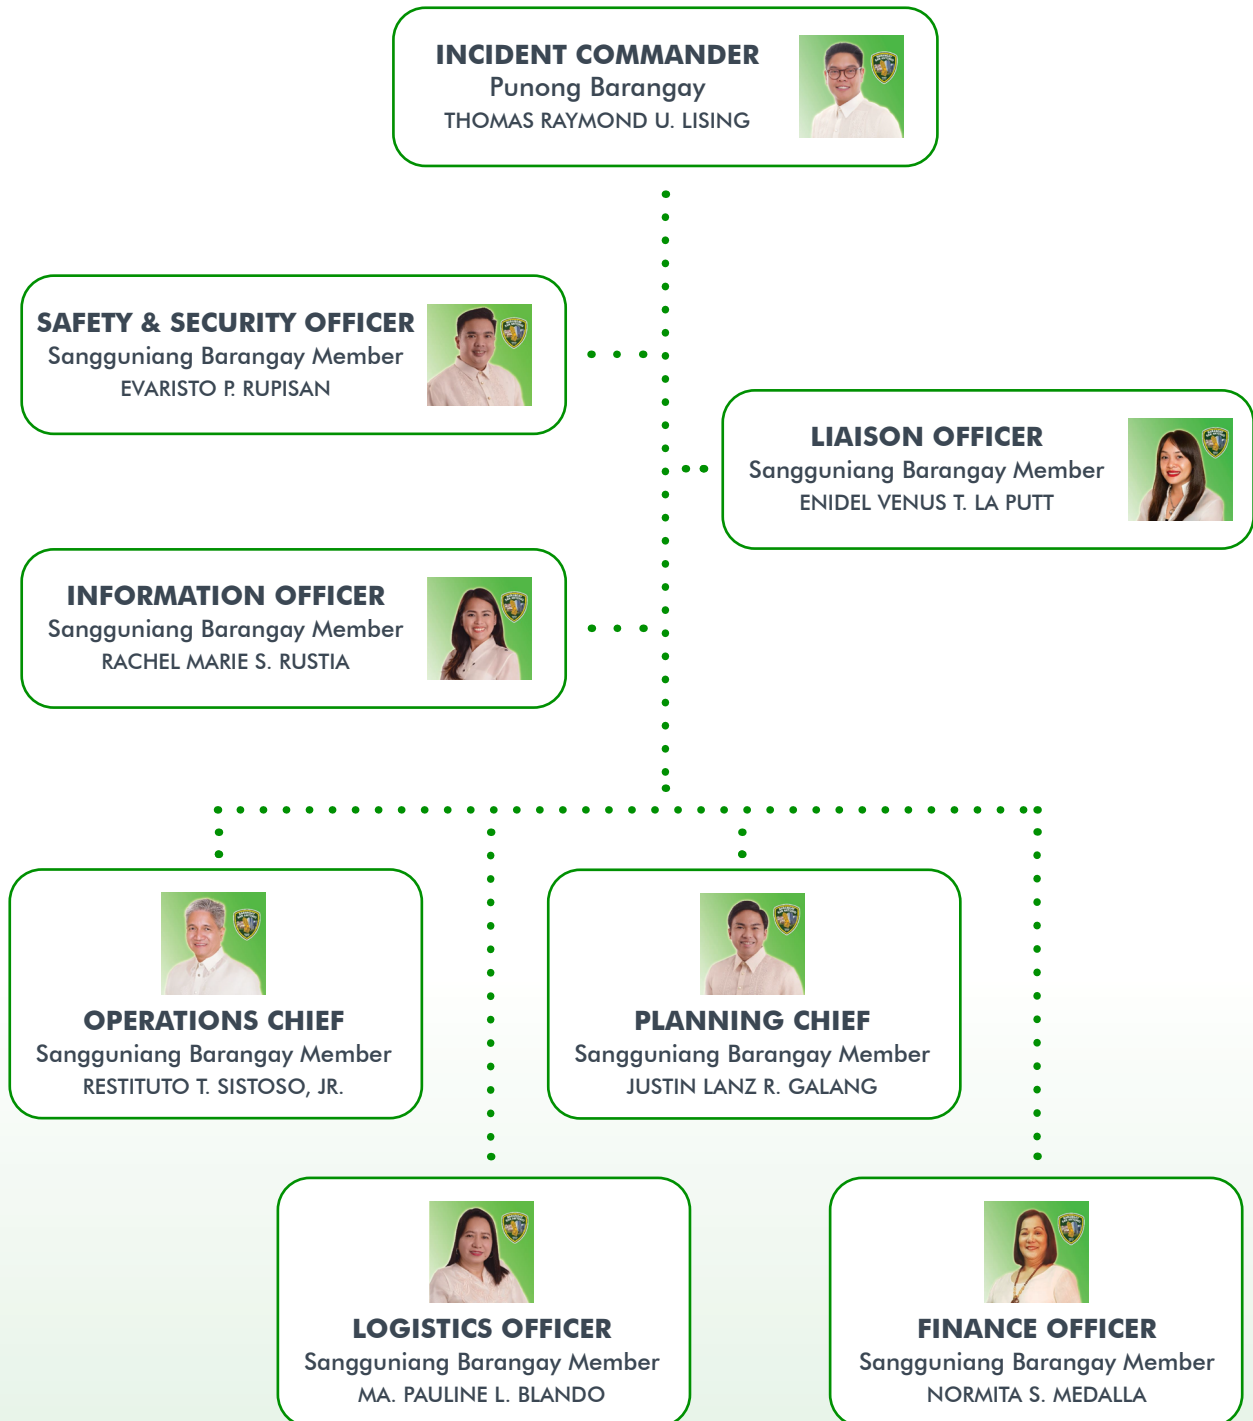 INCIDENT COMMANDER
Punong Barangay
THOMAS RAYMOND U. LISING
SAFETY & SECURITY OFFICER
Sangguniang Barangay Member
EVARISTO P. RUPISAN
LIAISON OFFICER
Sangguniang Barangay Member
ENIDEL VENUS T. LA PUTT
INFORMATION OFFICER
Sangguniang Barangay Member
RACHEL MARIE S. RUSTIA
OPERATIONS CHIEF
Sangguniang Barangay Member
RESTITUTO T. SISTOSO, JR.
PLANNING CHIEF
Sangguniang Barangay Member
JUSTIN LANZ R. GALANG
LOGISTICS OFFICER
Sangguniang Barangay Member
MA. PAULINE L. BLANDO
FINANCE OFFICER
Sangguniang Barangay Member
NORMITA S. MEDALLA